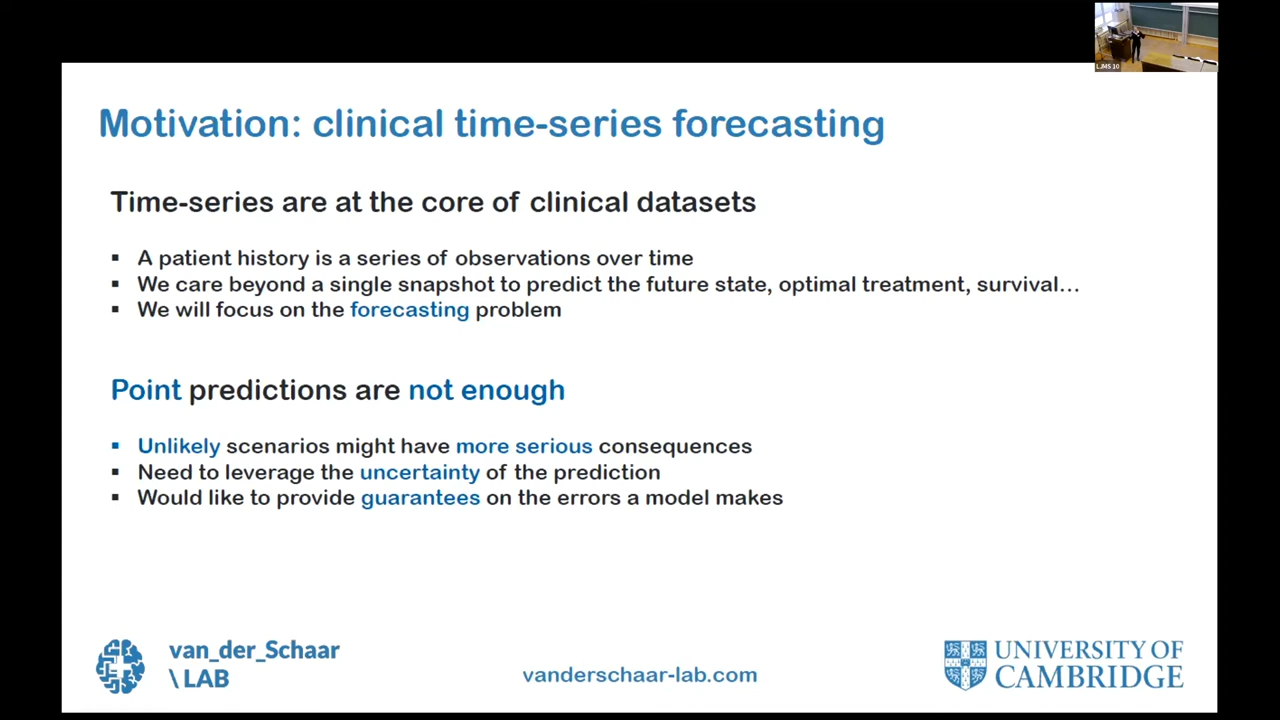 LJMS 10
Motivation: clinical time-series forecasting
Time-series are at the core of clinical datasets
▪ A patient history is a series of observations over time
▪ We care beyond a single snapshot to predict the future state, optimal treatment, survival…
▪ We will focus on the forecasting problem
Point predictions are not enough
▪ Unlikely scenarios might have more serious consequences
▪ Need to leverage the uncertainty of the prediction
▪ Would like to provide guarantees on the errors a model makes
van_der_Schaar
\ LAB
vanderschaar-lab.com
UNIVERSITY OF
CAMBRIDGE